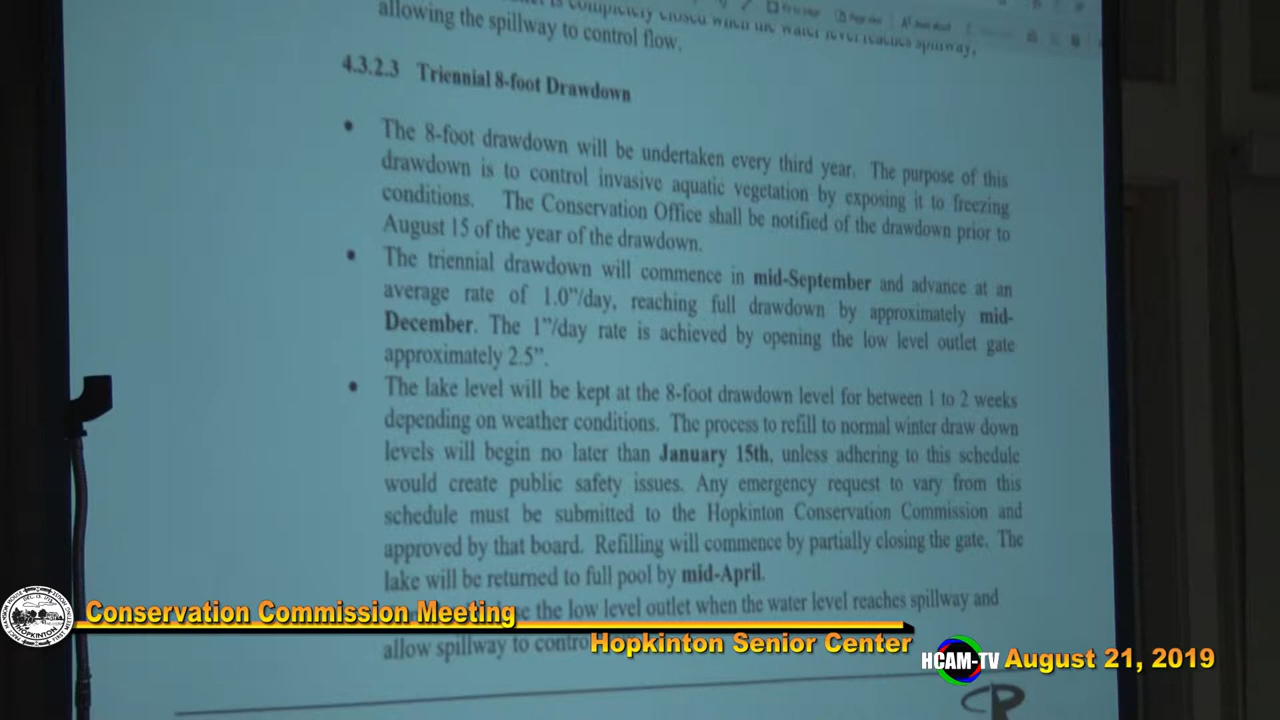 is completely closed when the water level reaches spillway,
allowing the spillway to control flow.
4.3.2.3 Triennial 8-foot Drawdown
• The 8-foot drawdown will be undertaken every third year. The purpose of this
drawdown is to control invasive aquatic vegetation by exposing it to freezing
conditions. The Conservation Office shall be notified of the drawdown prior to
August 15 of the year of the drawdown.
• The triennial drawdown will commence in mid-September and advance at an
average rate of 1.0"/day, reaching full drawdown by approximately mid-
December. The 1"/day rate is achieved by opening the low level outlet gate
approximately 2.5".
• The lake level will be kept at the 8-foot drawdown level for between 1 to 2 weeks
depending on weather conditions. The process to refill to normal winter draw down
levels will begin no later than January 15th, unless adhering to this schedule
would create public safety issues. Any emergency request to vary from this
schedule must be submitted to the Hopkinton Conservation Commission and
approved by that board. Refilling will commence by partially closing the gate. The
lake will be returned to full pool by mid-April.
the low level outlet when the water level reaches spillway and
allow spillway to contro
Conservation Commission Meeting
Hopkinton Senior Center
HCAM-TV August 21, 2019
HOPKINTON